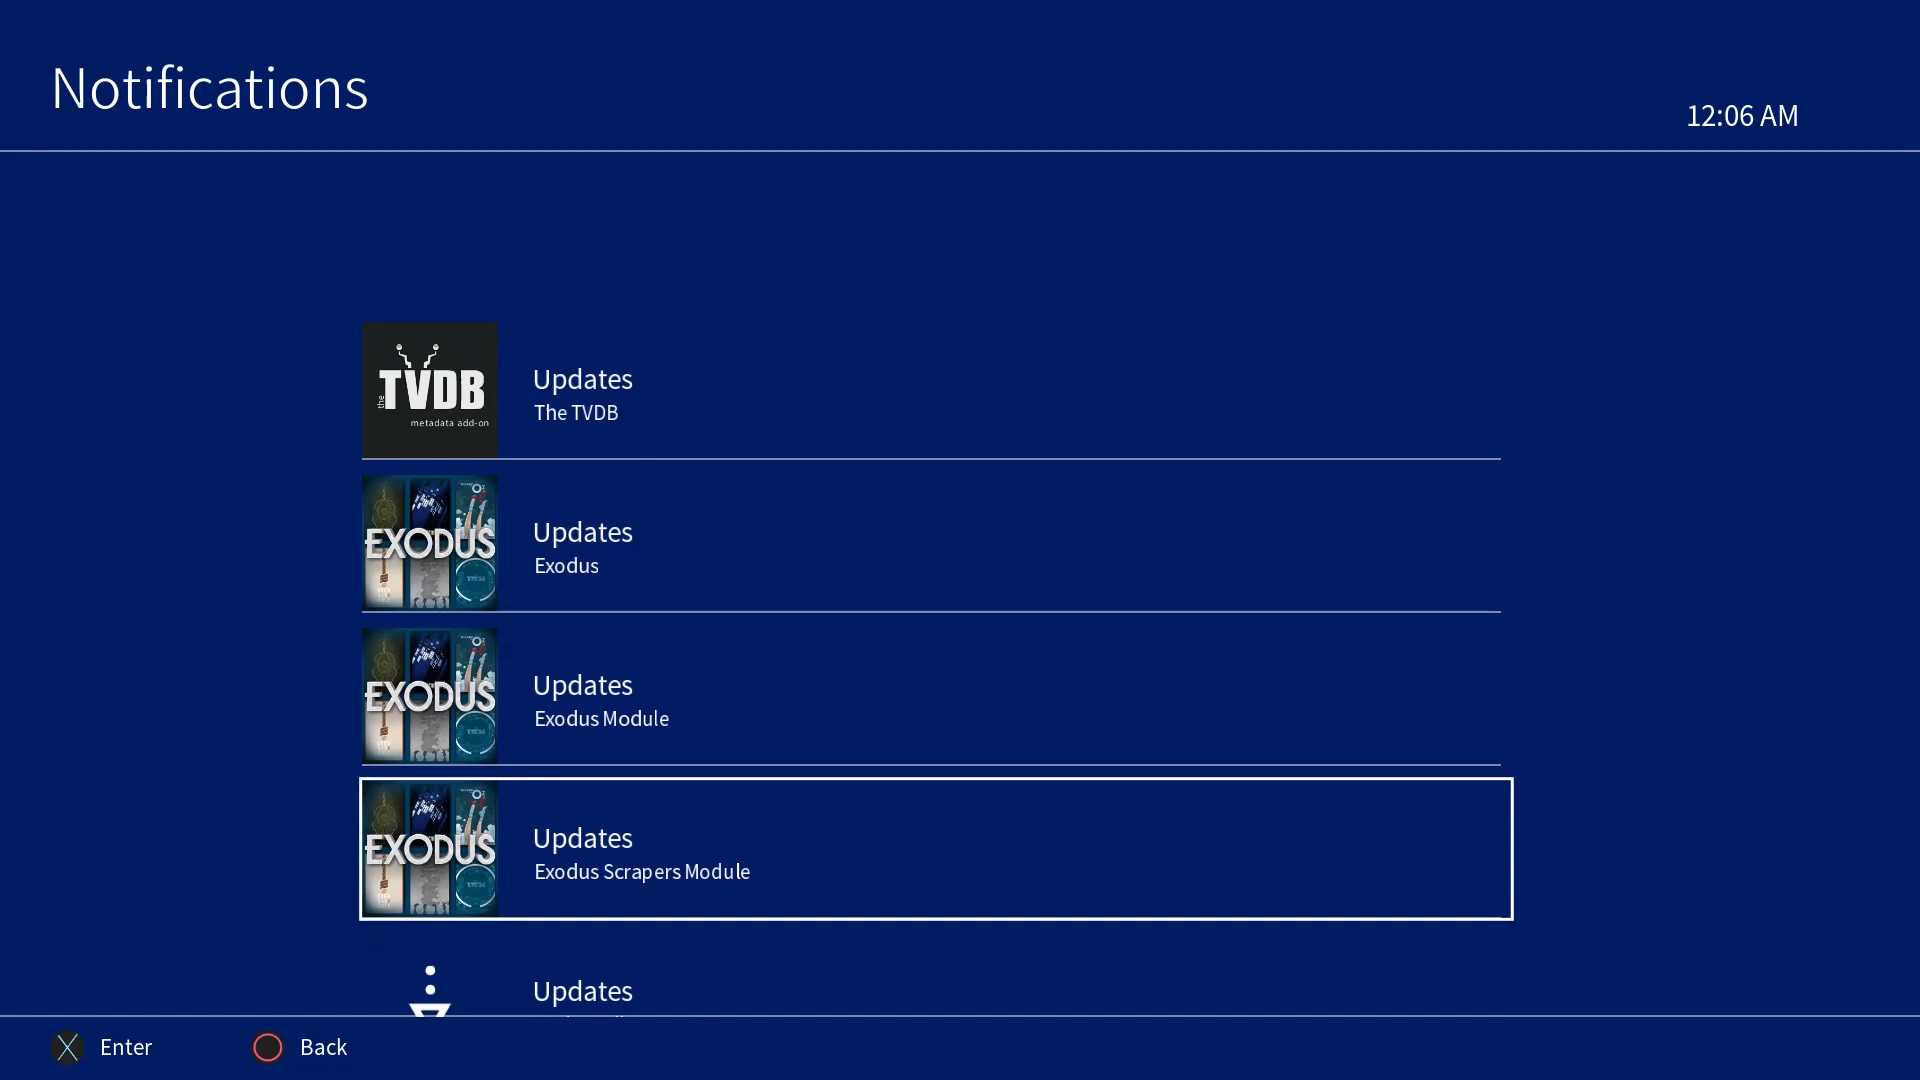 Notifications
12:06 AM
the TVDB
metadata add-on
Updates
The TVDB
EXODUS
Updates
Exodus
EXODUS
Updates
Exodus Module
EXODUS
Updates
Exodus Scrapers Module
Updates
Enter
Back